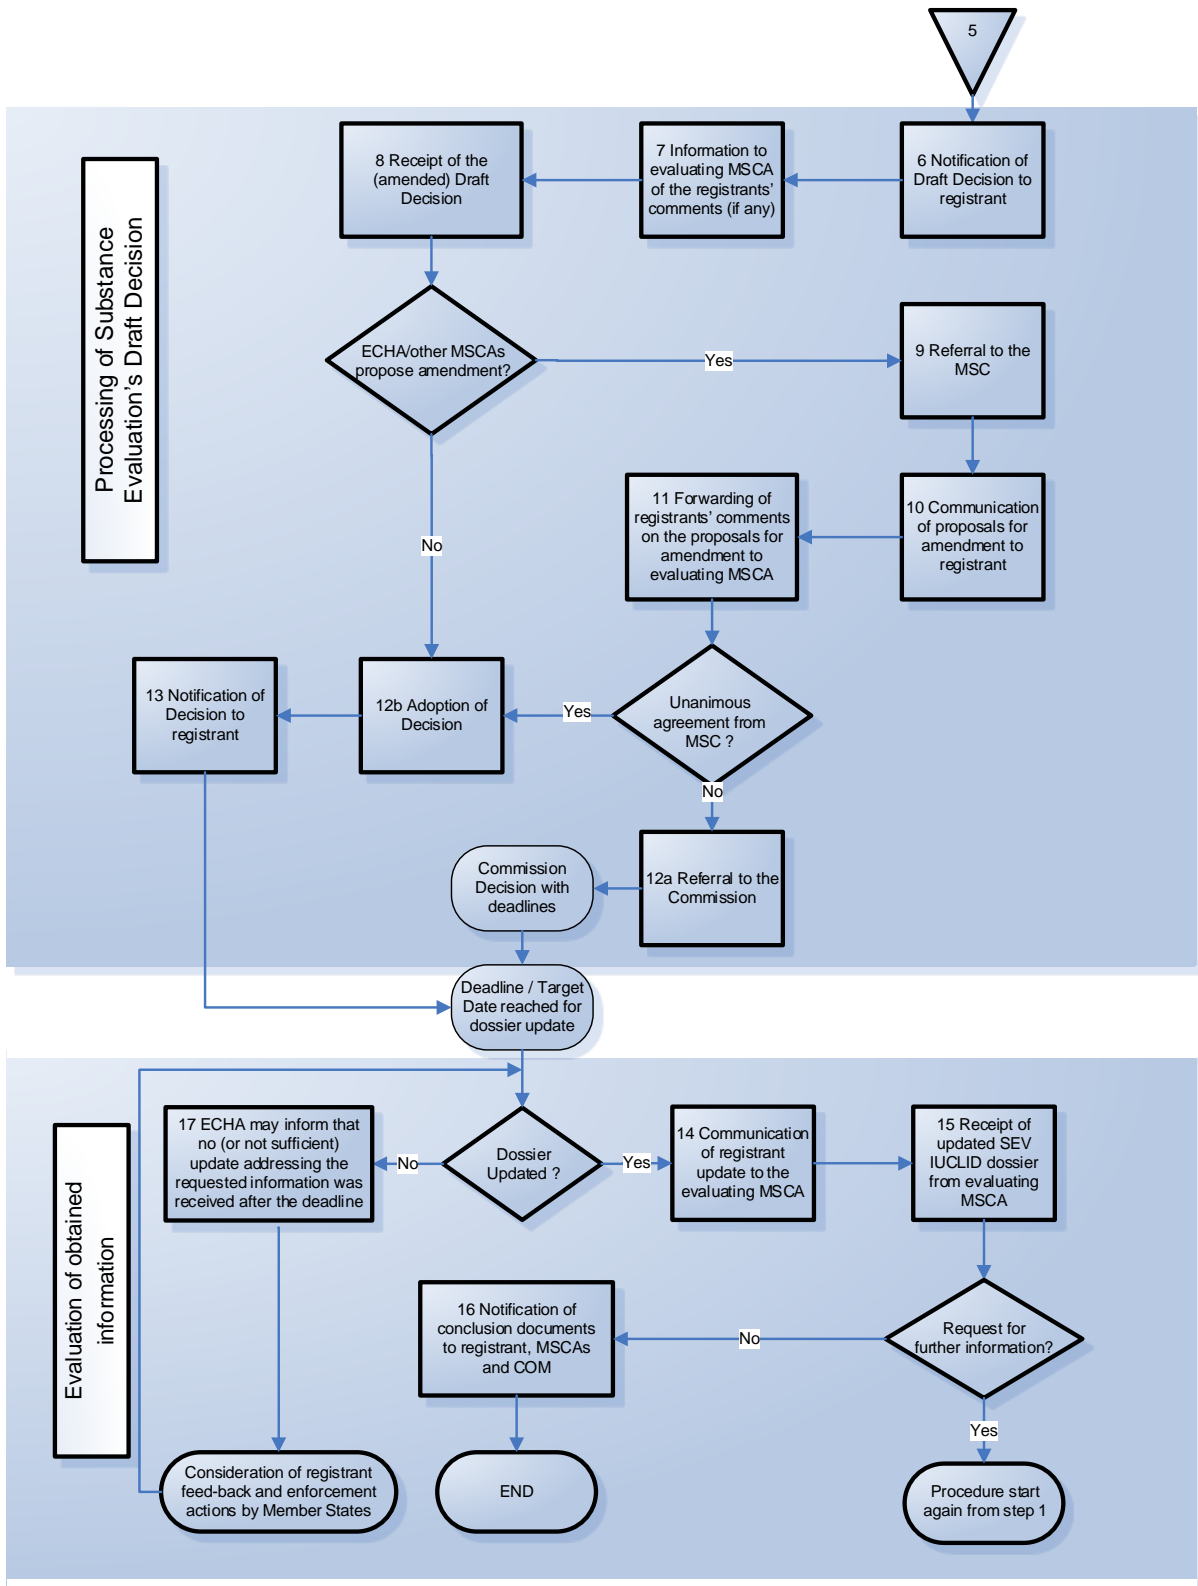 5
Processing of Substance
Evaluation's Draft Decision
8 Receipt of the
(amended) Draft
Decision
7 Information to
evaluating MSCA
of the registrants'
comments (if any)
6 Notification of
Draft Decision to
registrant
ECHA/other MSCAs
propose amendment?
Yes
9 Referral to the
MSC
No
11 Forwarding of
registrants' comments
on the proposals for
amendment to
evaluating MSCA
10 Communication
of proposals for
amendment to
registrant
13 Notification of
Decision to
registrant
12b Adoption of
Decision
Yes
Unanimous
agreement from
MSC ?
No
Commission
Decision with
deadlines
12a Referral to the
Commission
Deadline / Target
Date reached for
dossier update
Evaluation of obtained
information
17 ECHA may inform that
no (or not sufficient)
update addressing the
requested information was
received after the deadline
No
Dossier
Updated ?
Yes
14 Communication
of registrant
update to the
evaluating MSCA
15 Receipt of
updated SEV
IUCLID dossier
from evaluating
MSCA
16 Notification of
conclusion documents
to registrant, MSCAs
and COM
No
Request for
further information?
Yes
Consideration of registrant
feed-back and enforcement
actions by Member States
END
Procedure start
again from step 1